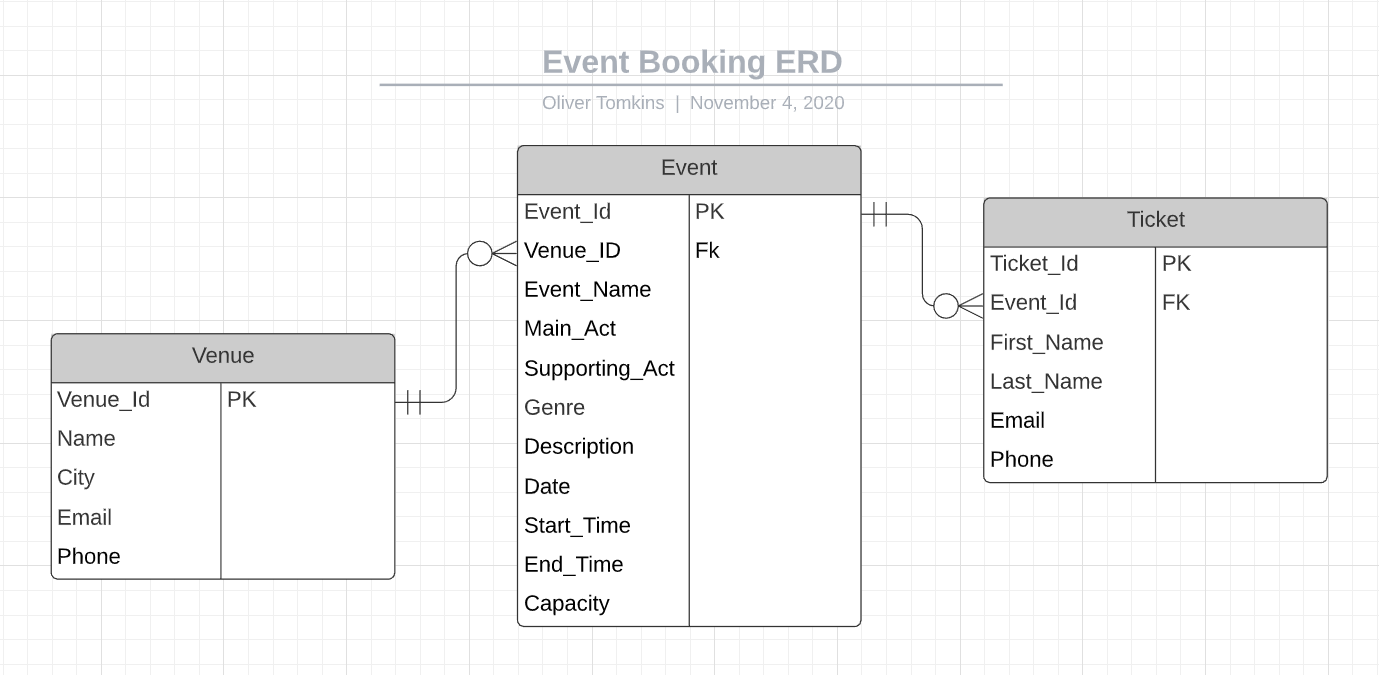 Event Booking ERD
Oliver Tomkins | November 4, 2020
Venue
Venue_Id PK
Name
City
Email
Phone
Event
Event_Id PK
Venue_ID Fk
Event_Name
Main_Act
Supporting_Act
Genre
Description
Date
Start_Time
End_Time
Capacity
Ticket
Ticket_Id PK
Event_Id FK
First_Name
Last_Name
Email
Phone